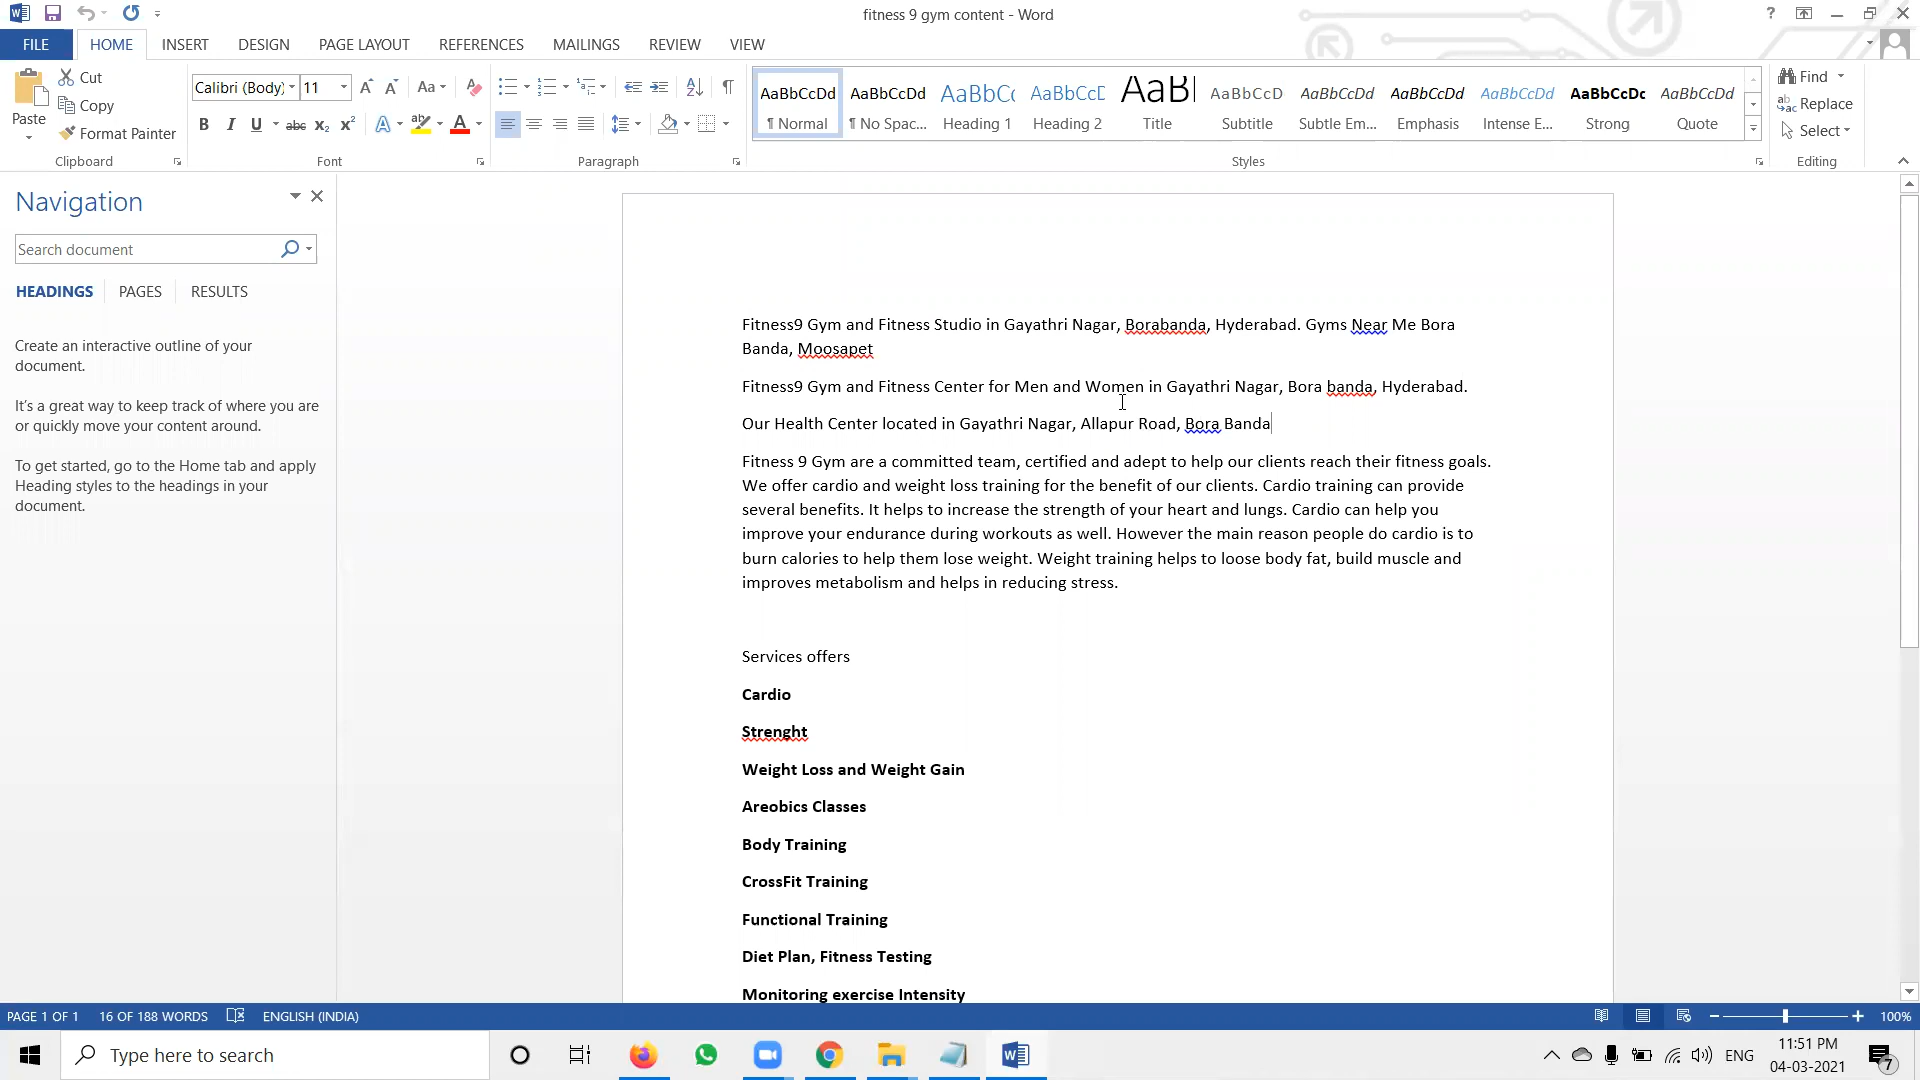 fitness 9 gym content - Word
FILE
HOME
INSERT
DESIGN
PAGE LAYOUT
REFERENCES
MAILINGS
REVIEW
VIEW
Paste
Cut
Copy
Format Painter
Clipboard
Calibri (Body) 11
Font
Paragraph
AaBbCcDd AaBbCcDd AaBbC AaBbCcD AaB AaBbCcD AaBbCcDd AaBbCcDd AaBbCcDd AaBbCcDc AaBbCcDd
¶ Normal ¶ No Spac... Heading 1 Heading 2 Title Subtitle Subtle Em... Emphasis Intense E... Strong Quote
Styles
Find
Replace
Select
Editing
Navigation
Search document
HEADINGS PAGES RESULTS
Create an interactive outline of your
document.
It's a great way to keep track of where you are
or quickly move your content around.
To get started, go to the Home tab and apply
Heading styles to the headings in your
document.
Fitness9 Gym and Fitness Studio in Gayathri Nagar, Borabanda, Hyderabad. Gyms Near Me Bora
Banda, Moosapet
Fitness9 Gym and Fitness Center for Men and Women in Gayathri Nagar, Bora banda, Hyderabad.
Our Health Center located in Gayathri Nagar, Allapur Road, Bora Banda
Fitness 9 Gym are a committed team, certified and adept to help our clients reach their fitness goals.
We offer cardio and weight loss training for the benefit of our clients. Cardio training can provide
several benefits. It helps to increase the strength of your heart and lungs. Cardio can help you
improve your endurance during workouts as well. However the main reason people do cardio is to
burn calories to help them lose weight. Weight training helps to loose body fat, build muscle and
improves metabolism and helps in reducing stress.
Services offers
Cardio
Strenght
Weight Loss and Weight Gain
Areobics Classes
Body Training
CrossFit Training
Functional Training
Diet Plan, Fitness Testing
Monitoring exercise Intensity
PAGE 1 OF 1 16 OF 188 WORDS ENGLISH (INDIA) 100%
Type here to search
ENG
11:51 PM
04-03-2021
7